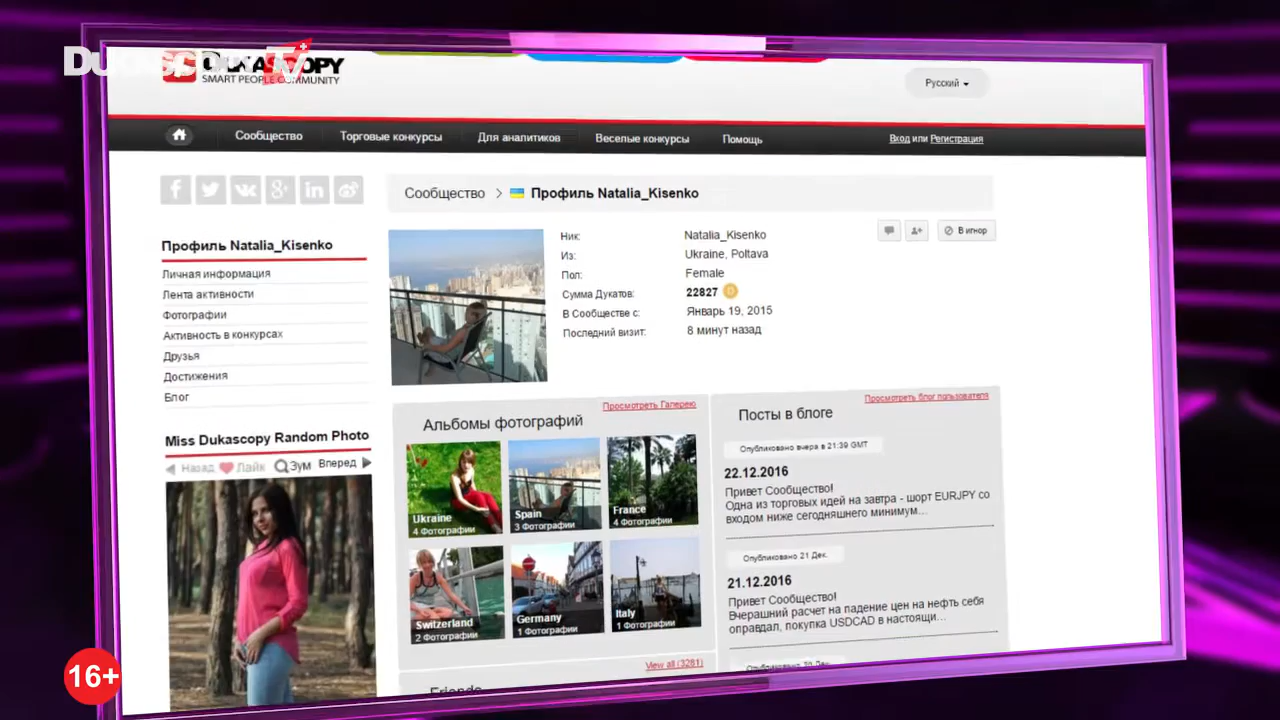 DUKASCOPY TV
DUKASCOPY
SMART PEOPLE COMMUNITY
Русский
Сообщество
Торговые конкурсы
Для аналитиков
Веселые конкурсы
Помощь
Вход или Регистрация
Сообщество > Профиль Natalia_Kisenko
Профиль Natalia_Kisenko
Личная информация
Лента активности
Фотографии
Активность в конкурсах
Друзья
Достижения
Блог
Ник: Natalia_Kisenko
Из: Ukraine, Poltava
Пол: Female
Сумма Дукатов: 22827
В Сообществе с: Январь 19, 2015
Последний визит: 8 минут назад
В игнор
Miss Dukascopy Random Photo
Назад Лайк Зум Вперед
Просмотреть Галерею
Альбомы фотографий
Ukraine
4 Фотографии
Spain
3 Фотографии
France
4 Фотографии
Switzerland
2 Фотографии
Germany
1 Фотографии
Italy
1 Фотографии
View all (3281)
Friends
Просмотреть блог пользователя
Посты в блоге
Опубликовано вчера в 21:39 GMT
22.12.2016
Привет Сообщество!
Одна из торговых идей на завтра - шорт EURJPY со
входом ниже сегодняшнего минимум...
Опубликовано 21 Дек.
21.12.2016
Привет Сообщество!
Вчерашний расчет на падение цен на нефть себя
оправдал, покупка USDCAD в настоящи...
Опубликовано 20 Дек.
16+